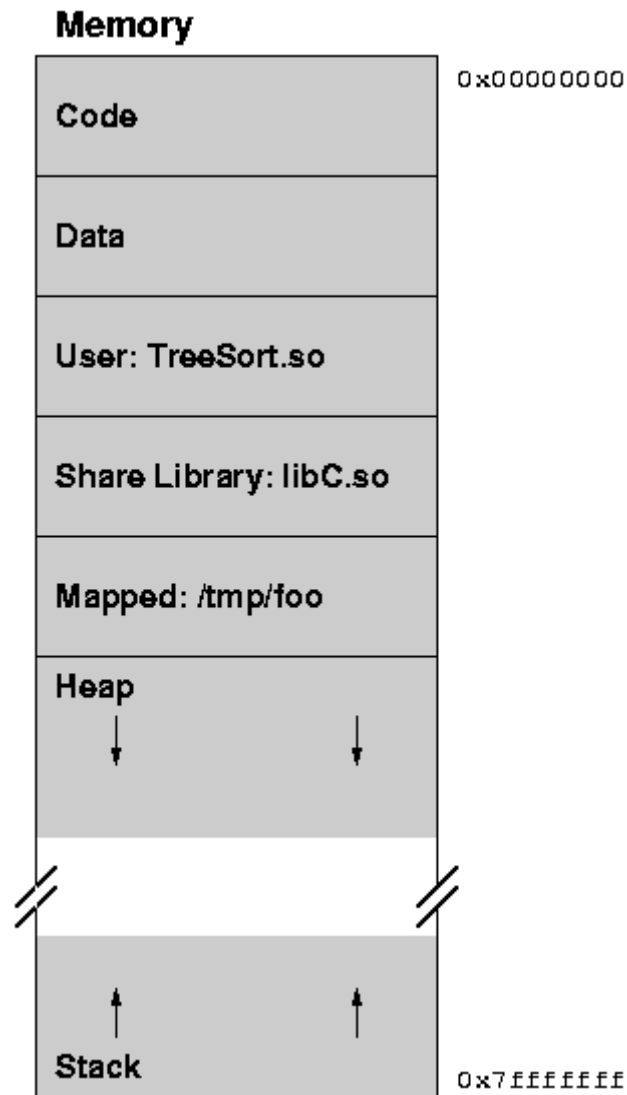 Memory
0x00000000
Code
Data
User: TreeSort.so
Share Library: libC.so
Mapped: /tmp/foo
Heap
Stack
0x7fffffff